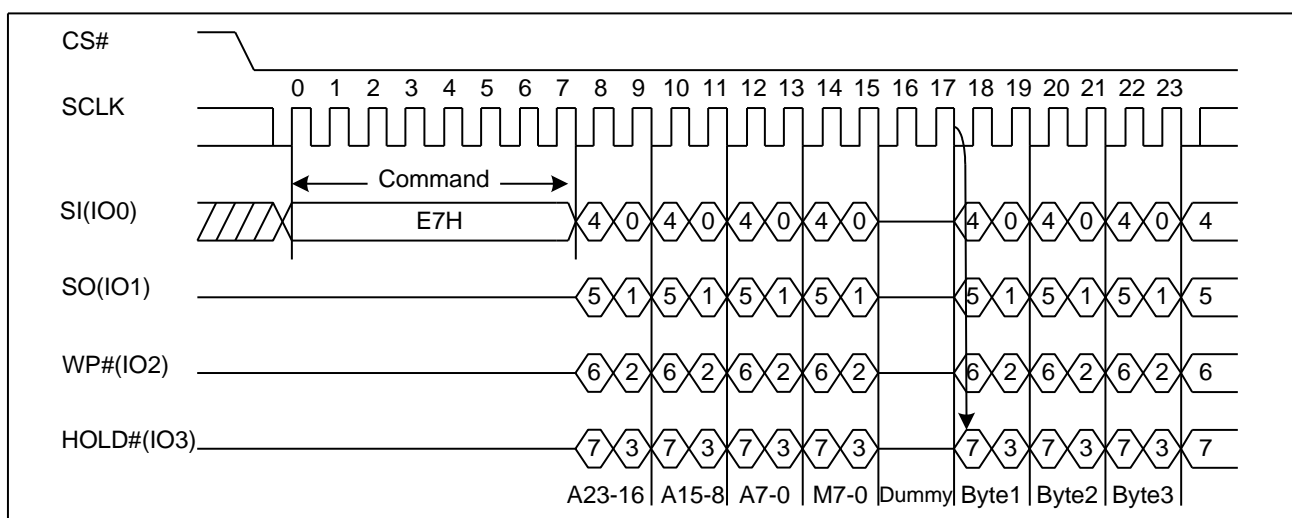 CS#
0 1 2 3 4 5 6 7 8 9 10 11 12 13 14 15 16 17 18 19 20 21 22 23
SCLK
Command
SI(IO0) E7H 4 0 4 0 4 0 4 0 4 0 4 0 4 0 4
SO(IO1) 5 1 5 1 5 1 5 1 5 1 5 1 5 1 5
WP#(IO2) 6 2 6 2 6 2 6 2 6 2 6 2 6 2 6
HOLD#(IO3) 7 3 7 3 7 3 7 3 7 3 7 3 7 3 7
A23-16 A15-8 A7-0 M7-0 Dummy Byte1 Byte2 Byte3